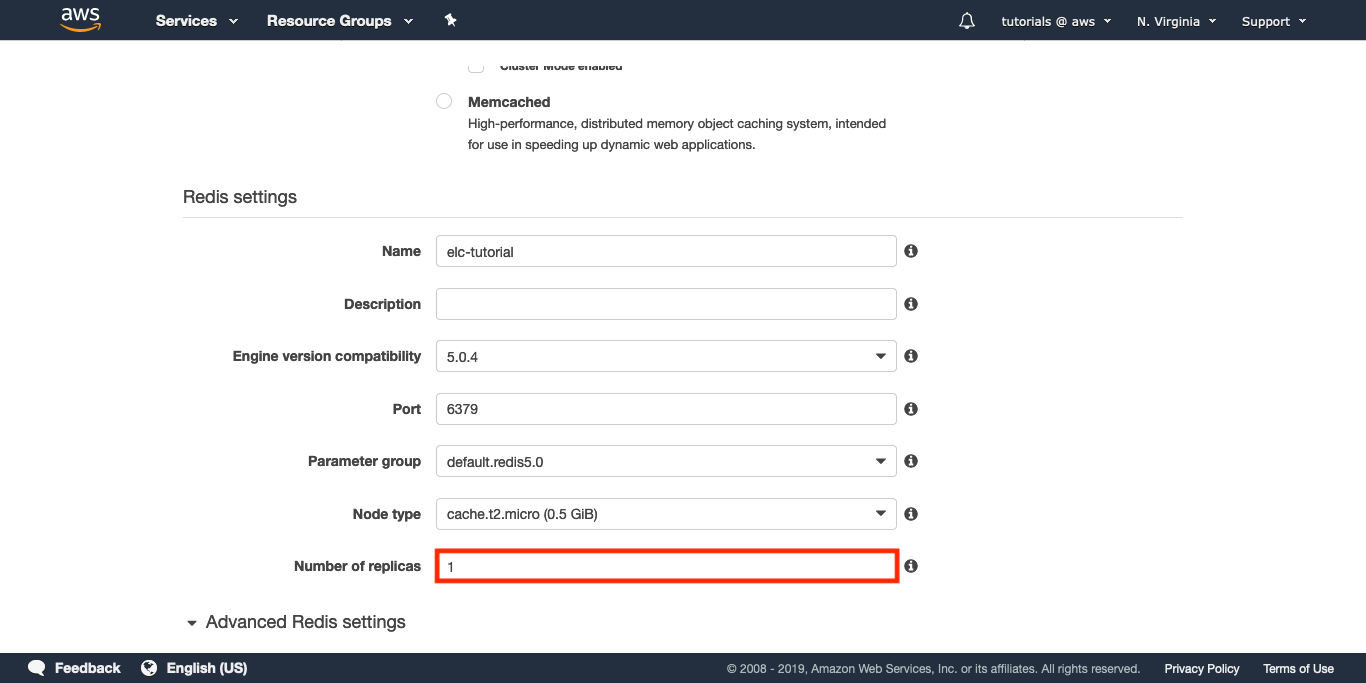 aws Services Resource Groups tutorials @ aws N. Virginia Support
Cluster Mode enabled
Memcached
High-performance, distributed memory object caching system, intended
for use in speeding up dynamic web applications.
Redis settings
Name elc-tutorial
Description
Engine version compatibility 5.0.4
Port 6379
Parameter group default.redis5.0
Node type cache.t2.micro (0.5 GiB)
Number of replicas 1
Advanced Redis settings
Feedback English (US) © 2008 - 2019, Amazon Web Services, Inc. or its affiliates. All rights reserved. Privacy Policy Terms of Use